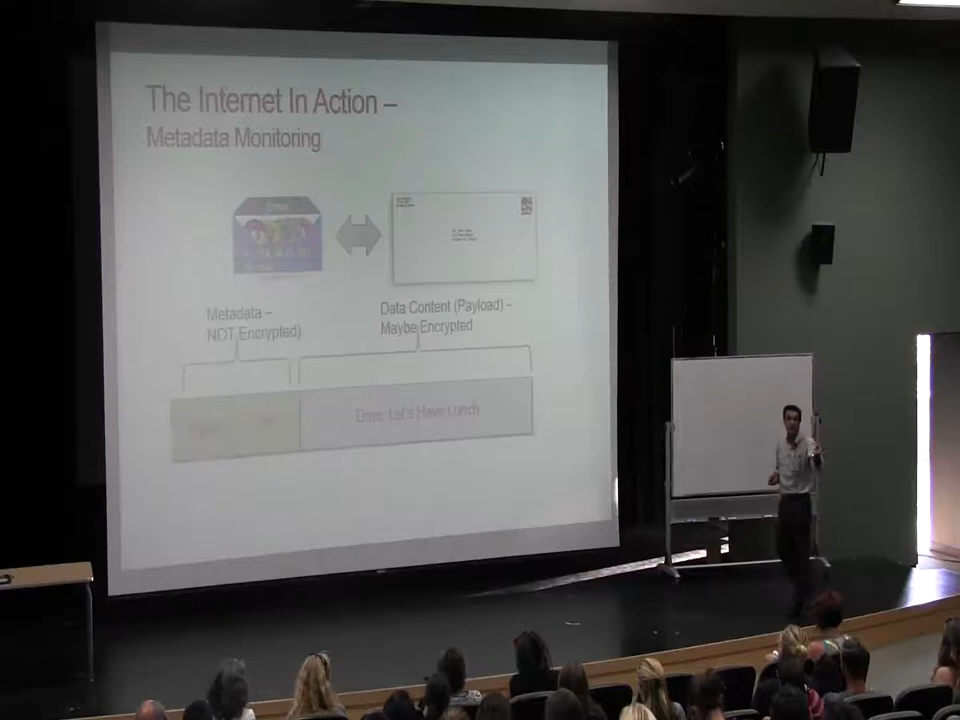 The Internet In Action –
Metadata Monitoring
Metadata –
NOT Encrypted)
Data Content (Payload) –
Maybe Encrypted
Data: Let's Have Lunch